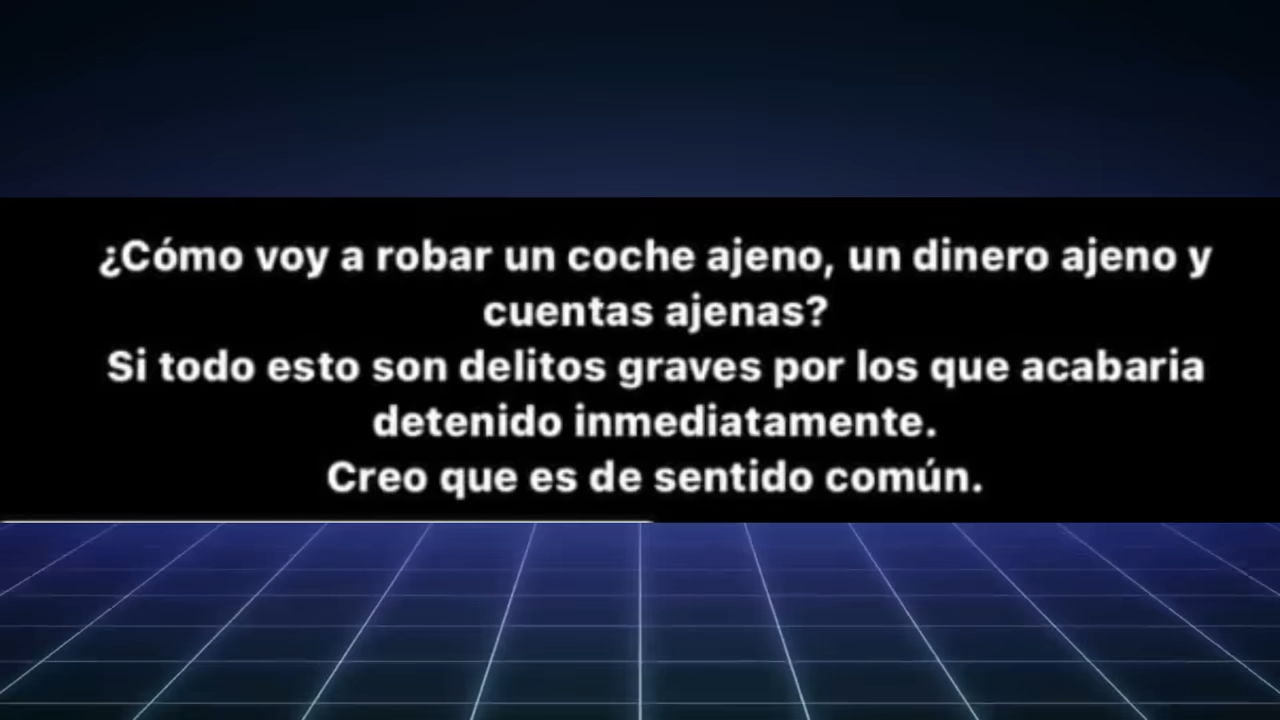 ¿Cómo voy a robar un coche ajeno, un dinero ajeno y
cuentas ajenas?
Si todo esto son delitos graves por los que acabaria
detenido inmediatamente.
Creo que es de sentido común.